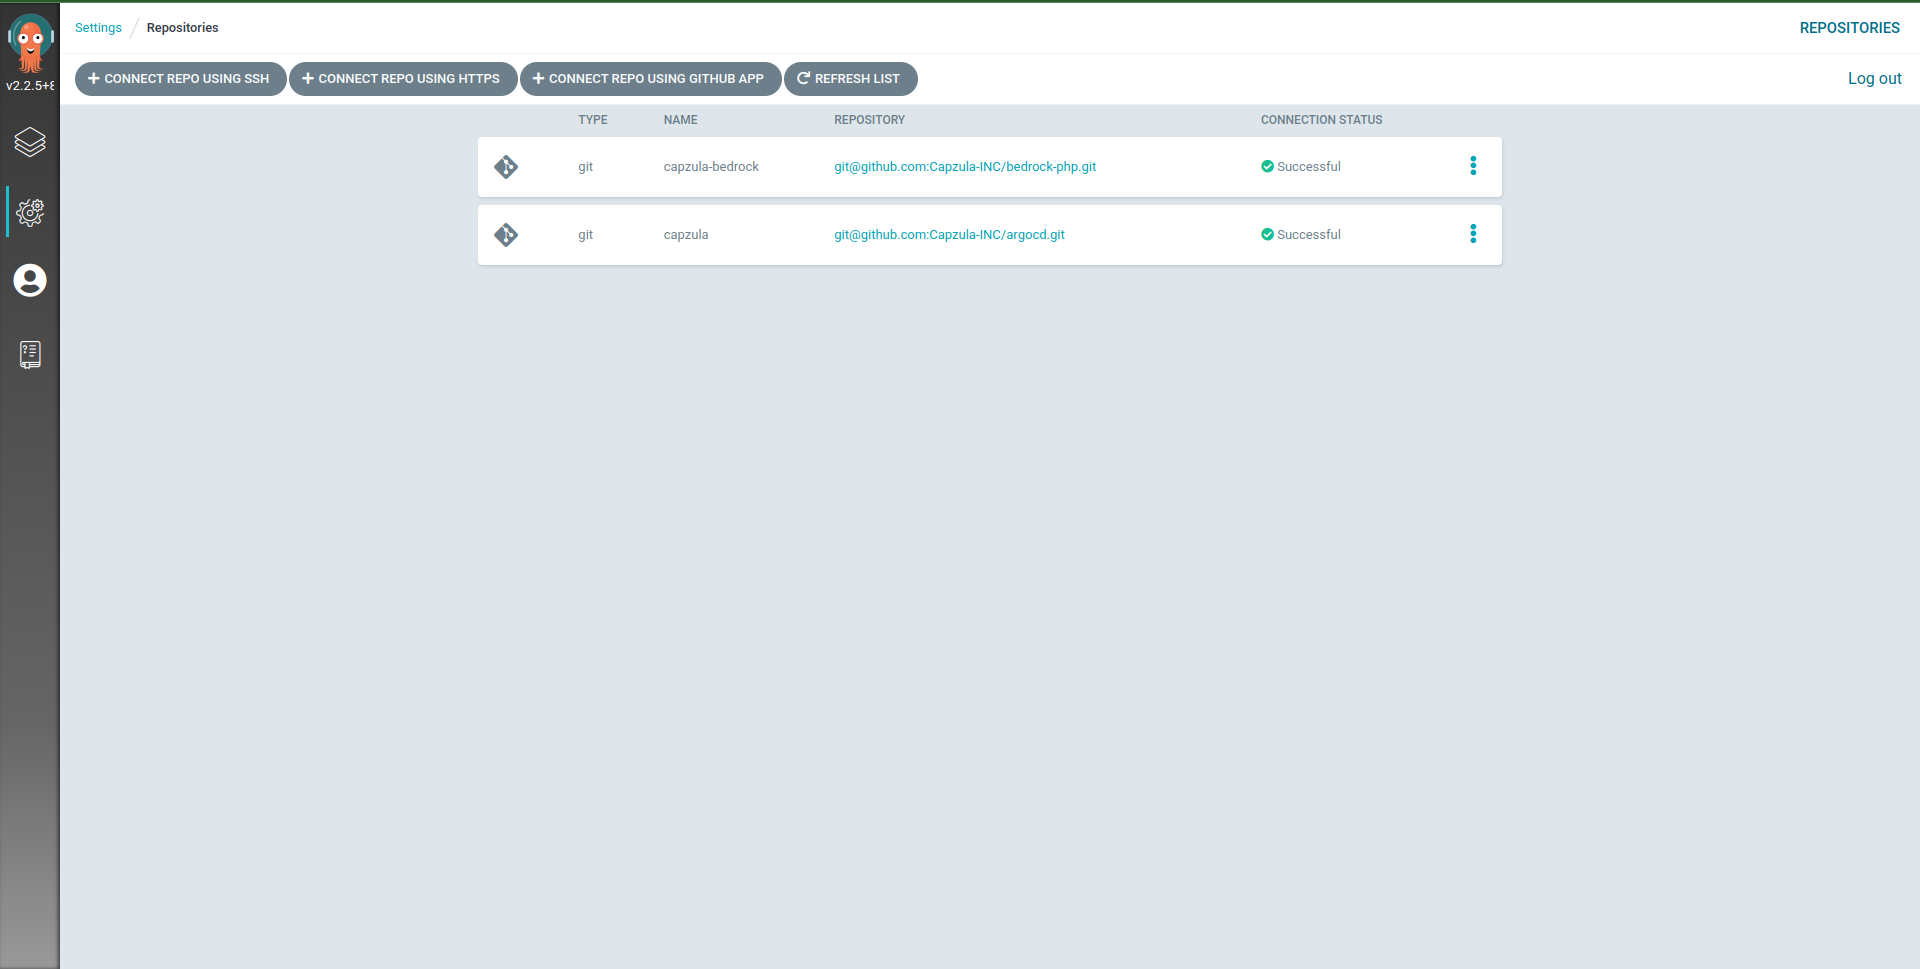 Settings / Repositories
REPOSITORIES
v2.2.5+8
CONNECT REPO USING SSH
CONNECT REPO USING HTTPS
CONNECT REPO USING GITHUB APP
REFRESH LIST
Log out
TYPE NAME REPOSITORY CONNECTION STATUS
git capzula-bedrock git@github.com:Capzula-INC/bedrock-php.git Successful
git capzula git@github.com:Capzula-INC/argocd.git Successful